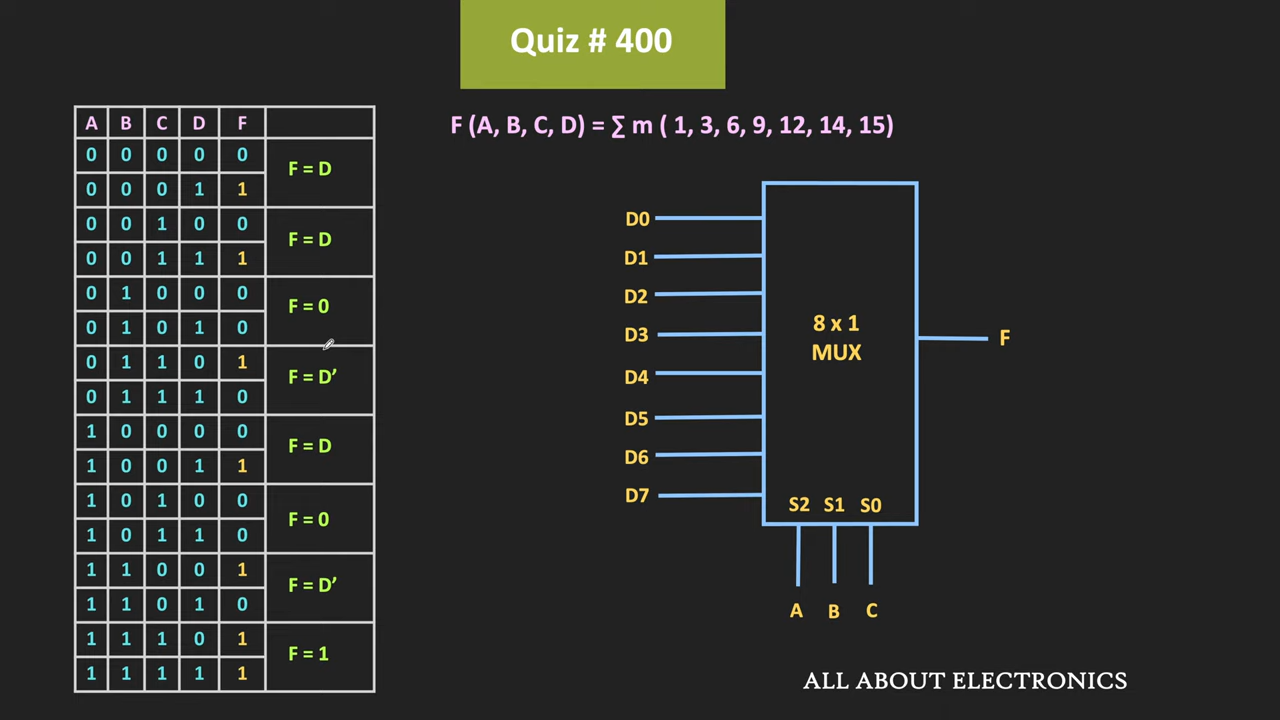 Quiz # 400
F (A, B, C, D) = ∑ m ( 1, 3, 6, 9, 12, 14, 15)
A B C D F
0 0 0 0 0
F = D
0 0 0 1 1
0 0 1 0 0
F = D
0 0 1 1 1
0 1 0 0 0
F = 0
0 1 0 1 0
0 1 1 0 1
F = D’
0 1 1 1 0
1 0 0 0 0
F = D
1 0 0 1 1
1 0 1 0 0
F = 0
1 0 1 1 0
1 1 0 0 1
F = D’
1 1 0 1 0
1 1 1 0 1
F = 1
1 1 1 1 1
D0
D1
D2
D3
D4
D5
D6
D7
8 x 1
MUX
F
S2 S1 S0
A B C
ALL ABOUT ELECTRONICS